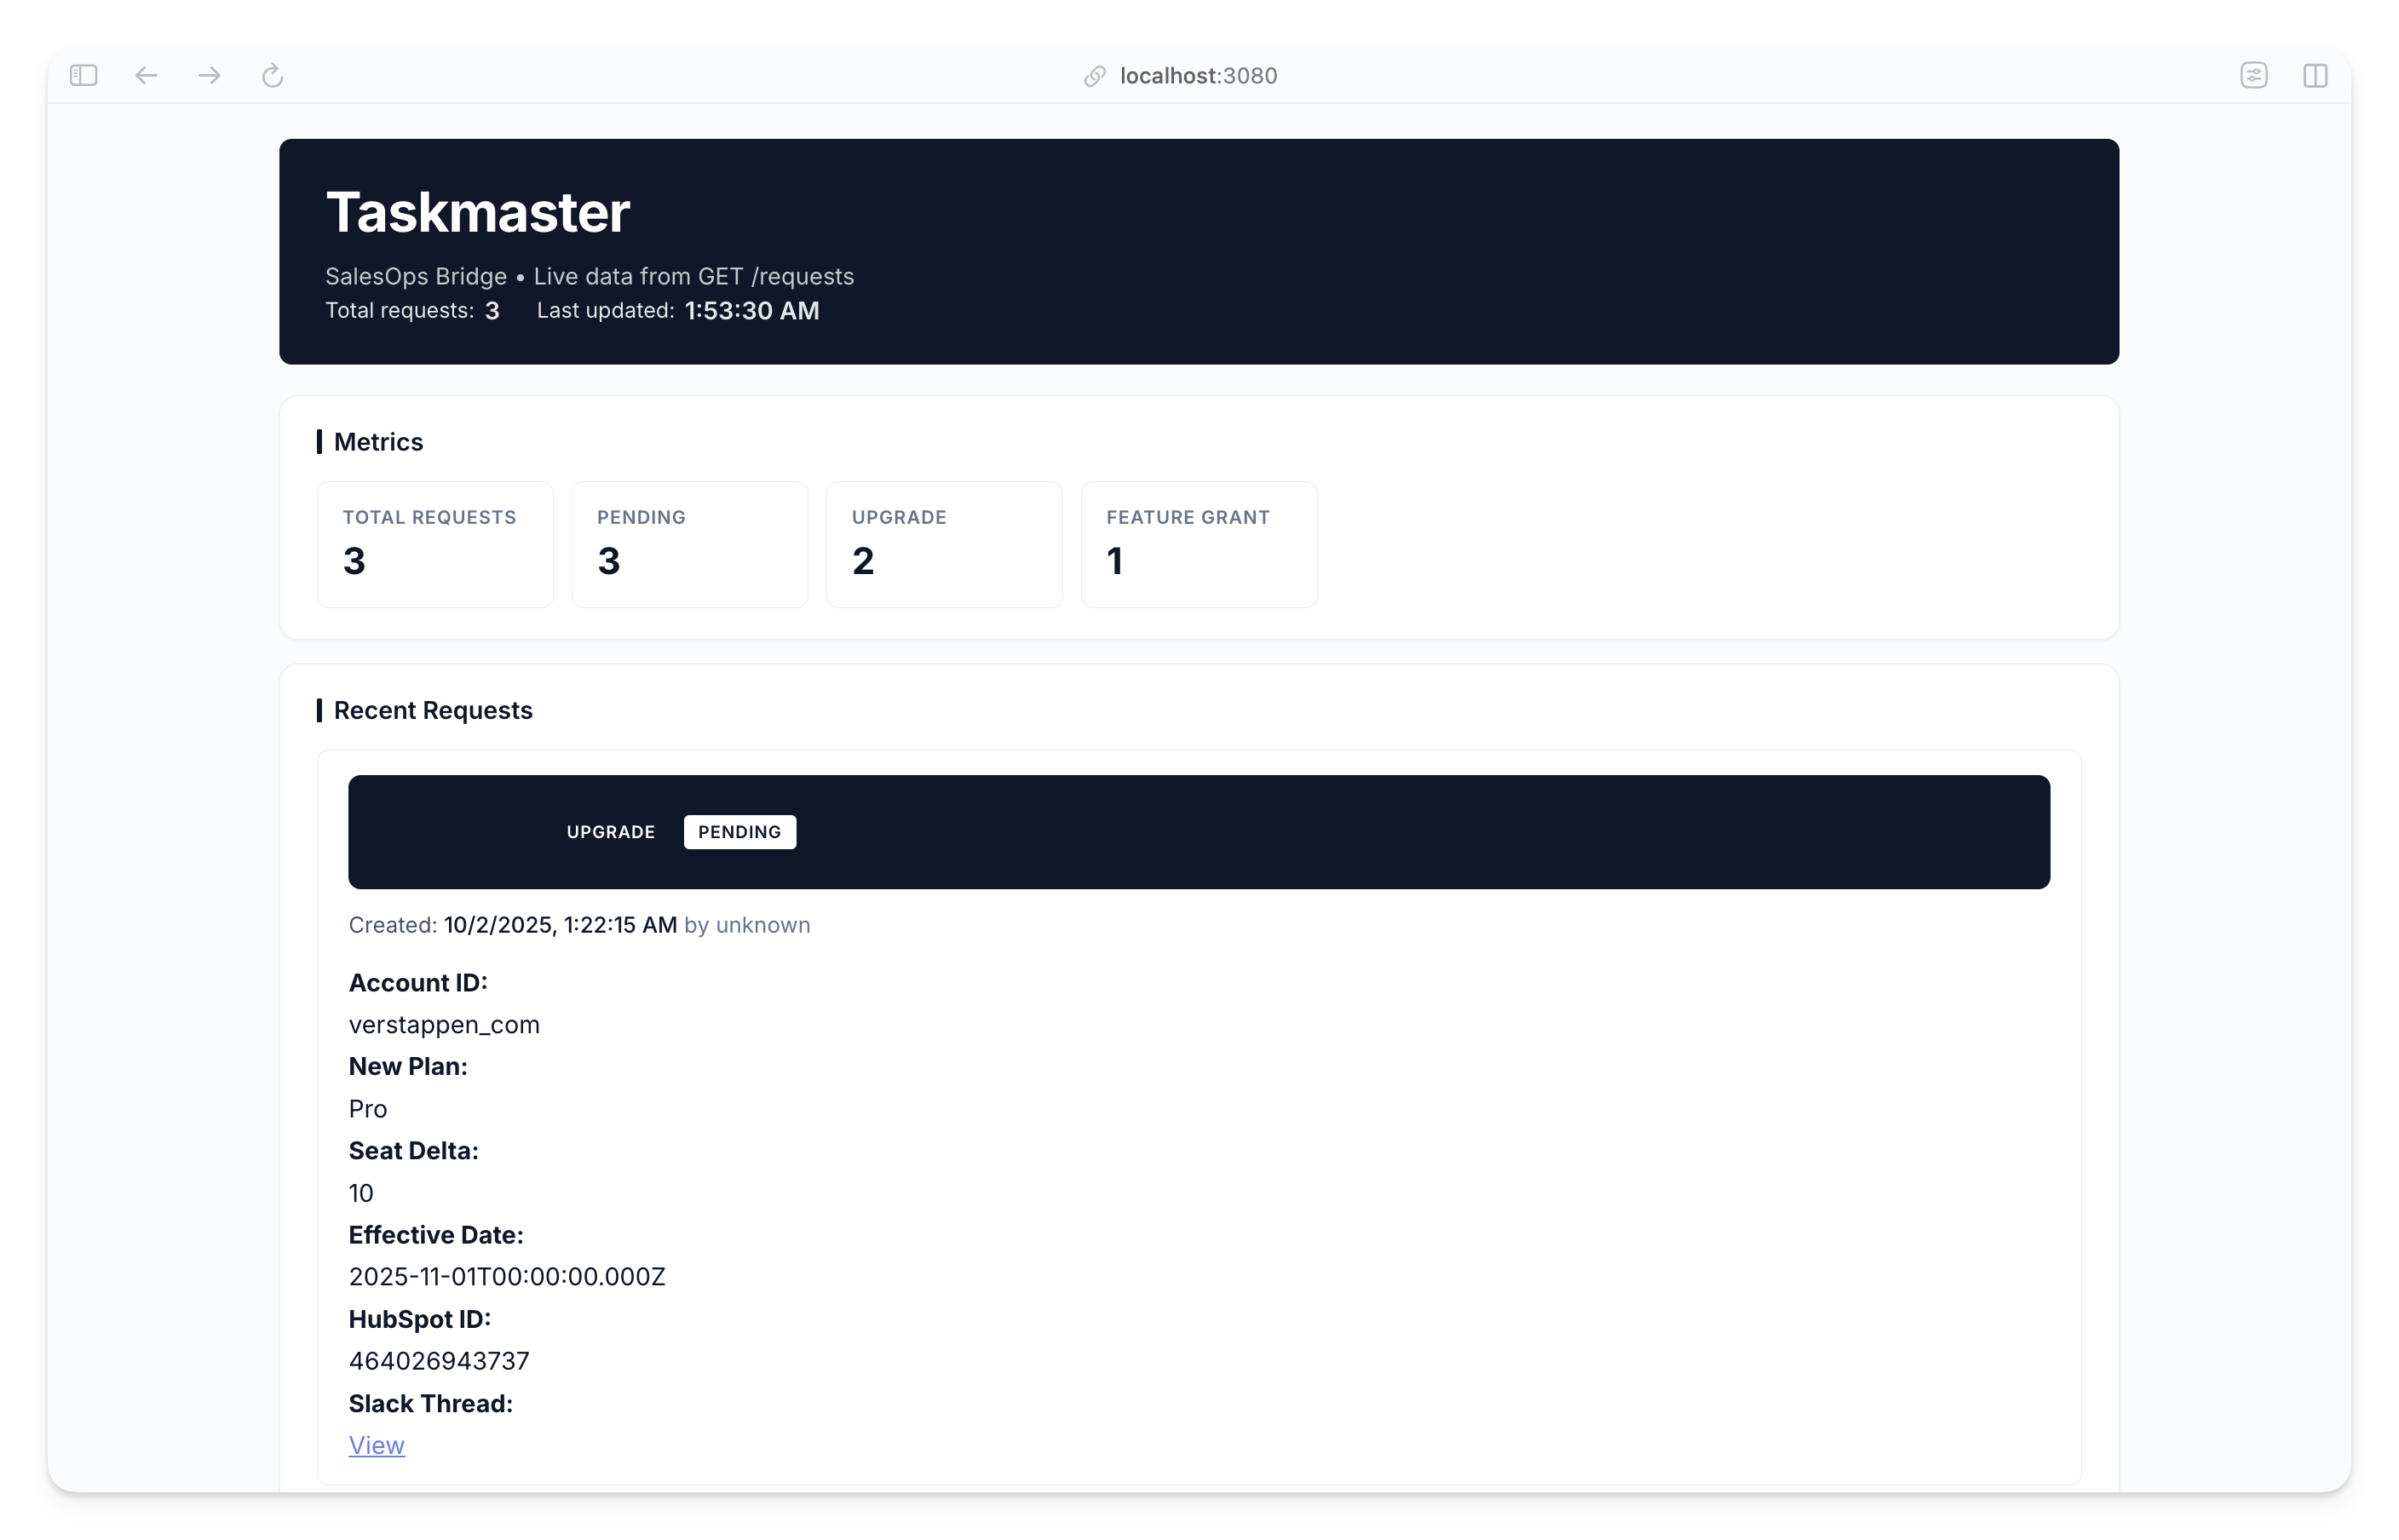 localhost:3080
Taskmaster
SalesOps Bridge • Live data from GET /requests
Total requests: 3 Last updated: 1:53:30 AM
Metrics
TOTAL REQUESTS
3
PENDING
3
UPGRADE
2
FEATURE GRANT
1
Recent Requests
UPGRADE PENDING
Created: 10/2/2025, 1:22:15 AM by unknown
Account ID:
verstappen_com
New Plan:
Pro
Seat Delta:
10
Effective Date:
2025-11-01T00:00:00.000Z
HubSpot ID:
464026943737
Slack Thread:
View